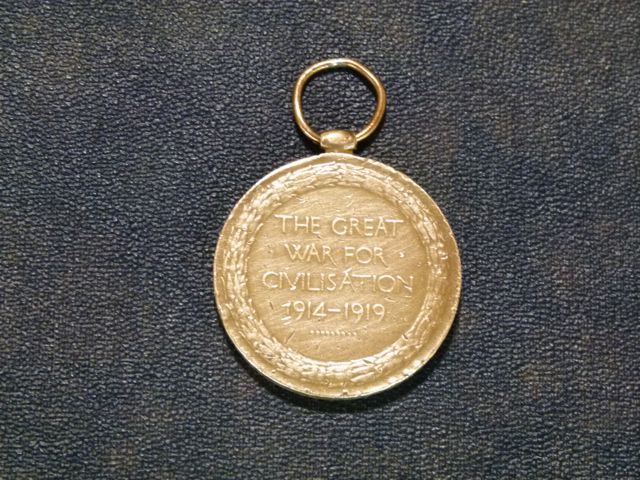 THE GREAT
WAR FOR
CIVILISATION
1914-1919